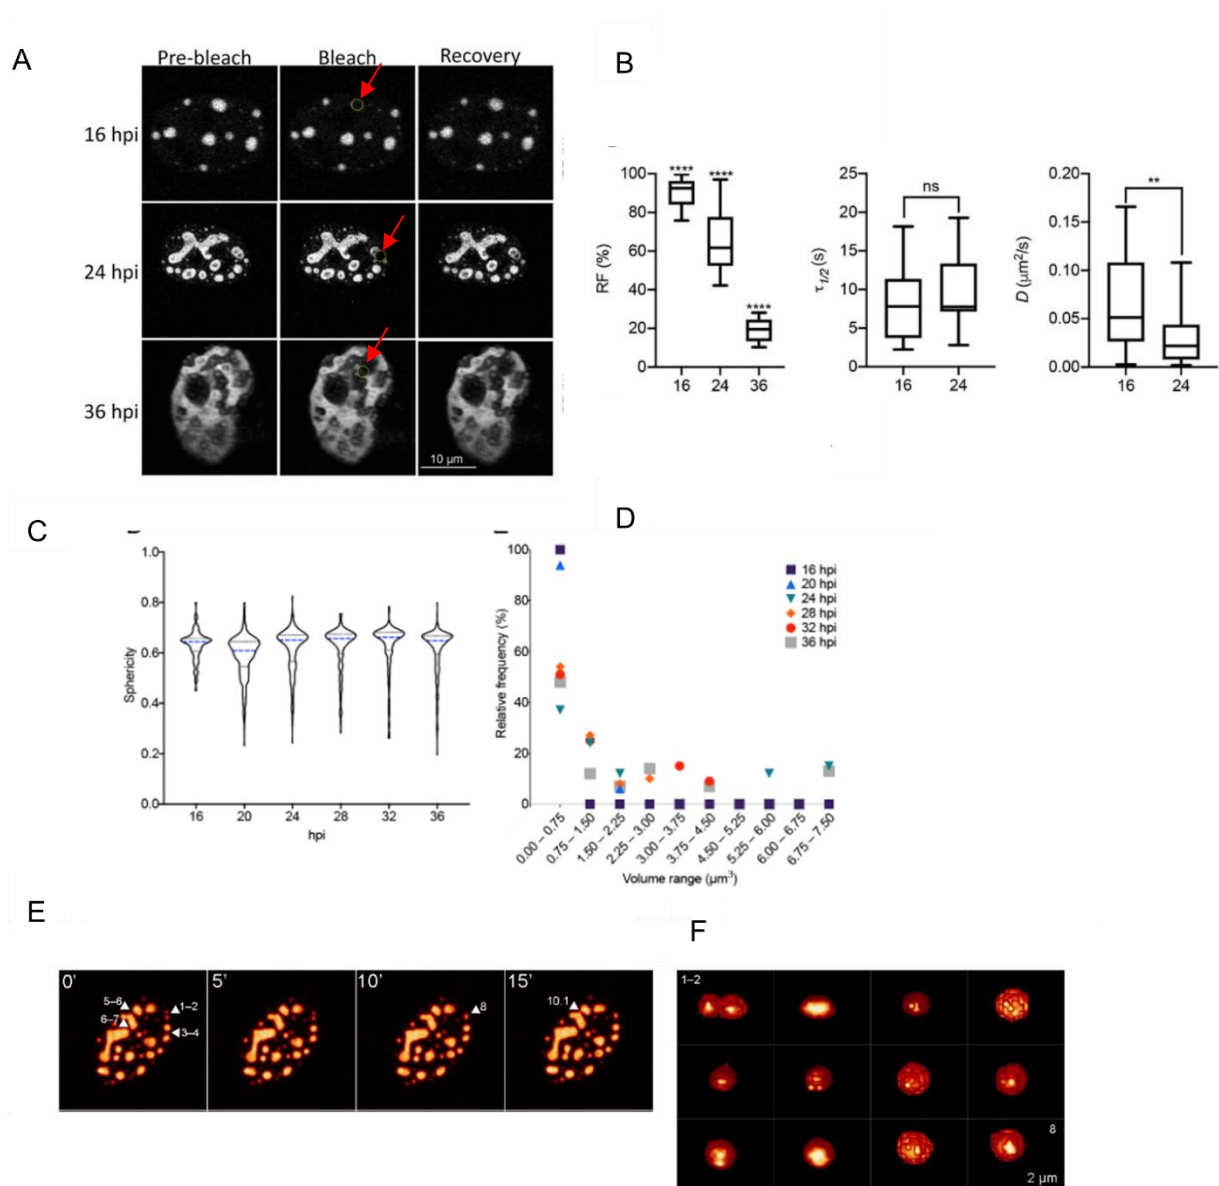 A
Pre-bleach Bleach Recovery
16 hpi
24 hpi
36 hpi
10 µm
B
RF (%)
100
80
60
40
20
0
**** **** ****
16 24 36
τ1/2 (s)
25
20
15
10
5
0
ns
16 24
D (µm²/s)
0.20
0.15
0.10
0.05
0.00
**
16 24
C
Sphericity
1.0
0.8
0.6
0.4
0.2
0.0
16 20 24 28 32 36
hpi
D
Relative frequency (%)
100
80
60
40
20
0
16 hpi
20 hpi
24 hpi
28 hpi
32 hpi
36 hpi
0.00 – 0.75
0.75 – 1.50
1.50 – 2.25
2.25 – 3.00
3.00 – 3.75
3.75 – 4.50
4.50 – 5.25
5.25 – 6.00
6.00 – 6.75
6.75 – 7.50
Volume range (µm³)
E
0' 5' 10' 15'
5–6
1–2
6–7
3–4
8
10.1
F
1–2
8
2 µm